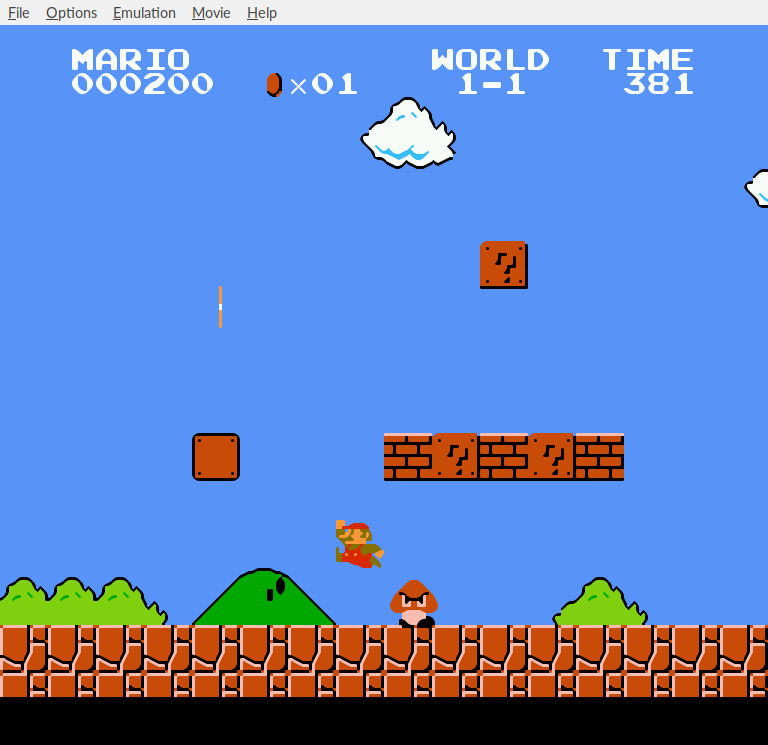 File Options Emulation Movie Help
MARIO WORLD TIME
000200 ×01 1-1 381
?
? ?